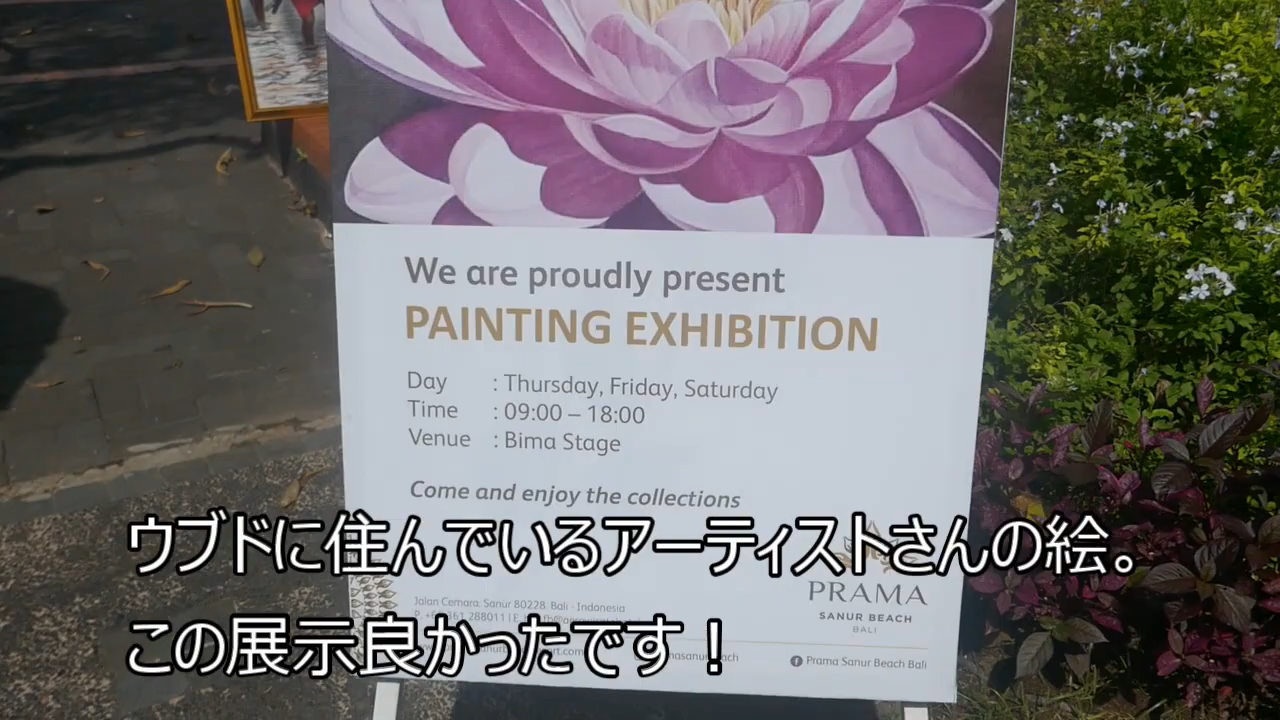 We are proudly present
PAINTING EXHIBITION
Day : Thursday, Friday, Saturday
Time : 09:00 – 18:00
Venue : Bima Stage
Come and enjoy the collections
ウブドに住んでいるアーティストさんの絵。
PRAMA
SANUR BEACH
BALI
Jalan Cemara, Sanur 80228, Bali - Indonesia
この展示良かったです！
Prama Sanur Beach Bali